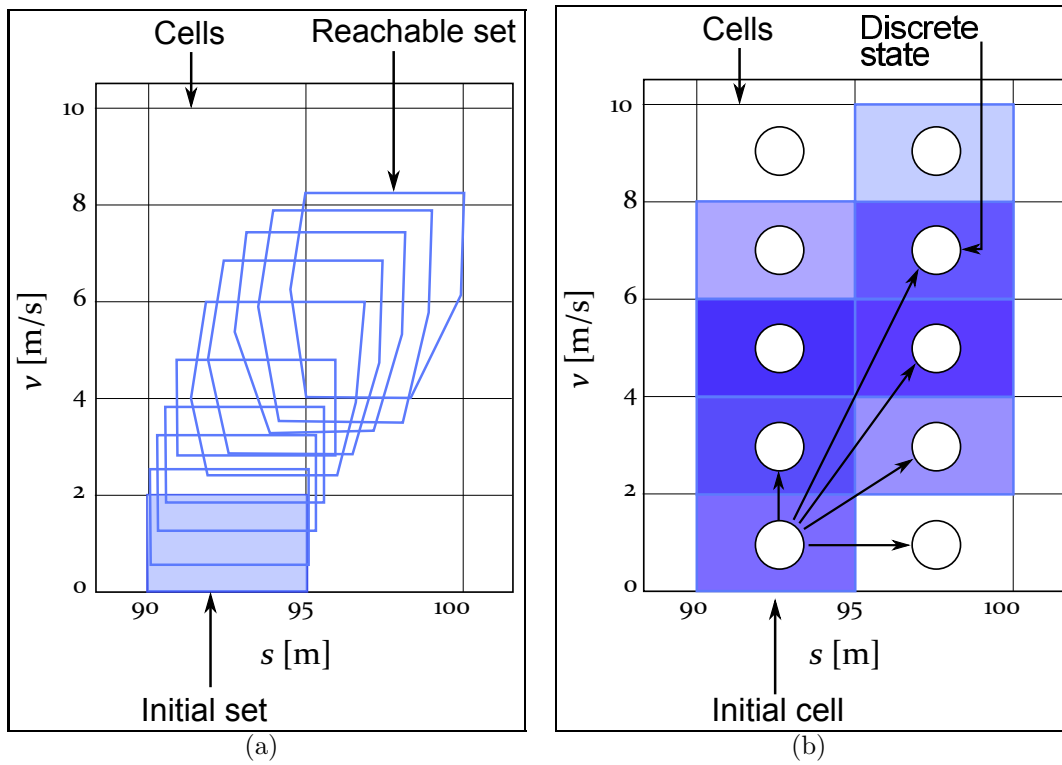 Cells
Reachable set
10
8
6
4
2
0
v [m/s]
90
95
100
s [m]
Initial set
(a)
Cells
Discrete
state
10
8
6
4
2
0
v [m/s]
90
95
100
s [m]
Initial cell
(b)